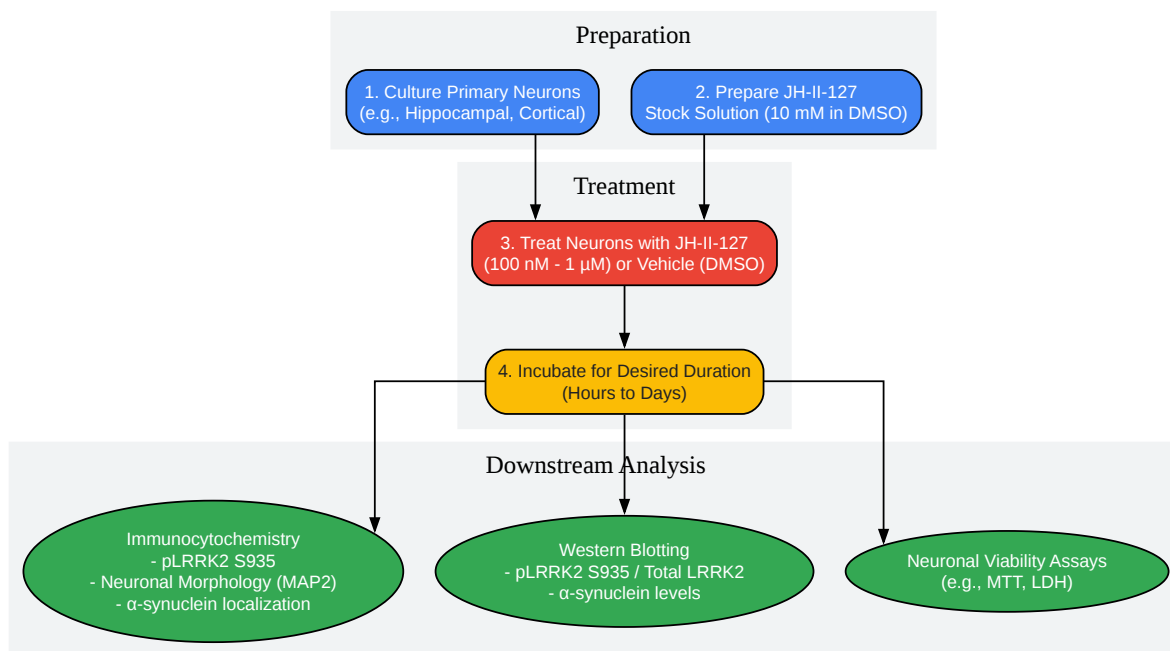 Preparation
1. Culture Primary Neurons
(e.g., Hippocampal, Cortical)
2. Prepare JH-II-127
Stock Solution (10 mM in DMSO)
Treatment
3. Treat Neurons with JH-II-127
(100 nM - 1 µM) or Vehicle (DMSO)
4. Incubate for Desired Duration
(Hours to Days)
Downstream Analysis
Immunocytochemistry
- pLRRK2 S935
- Neuronal Morphology (MAP2)
- α-synuclein localization
Western Blotting
- pLRRK2 S935 / Total LRRK2
- α-synuclein levels
Neuronal Viability Assays
(e.g., MTT, LDH)